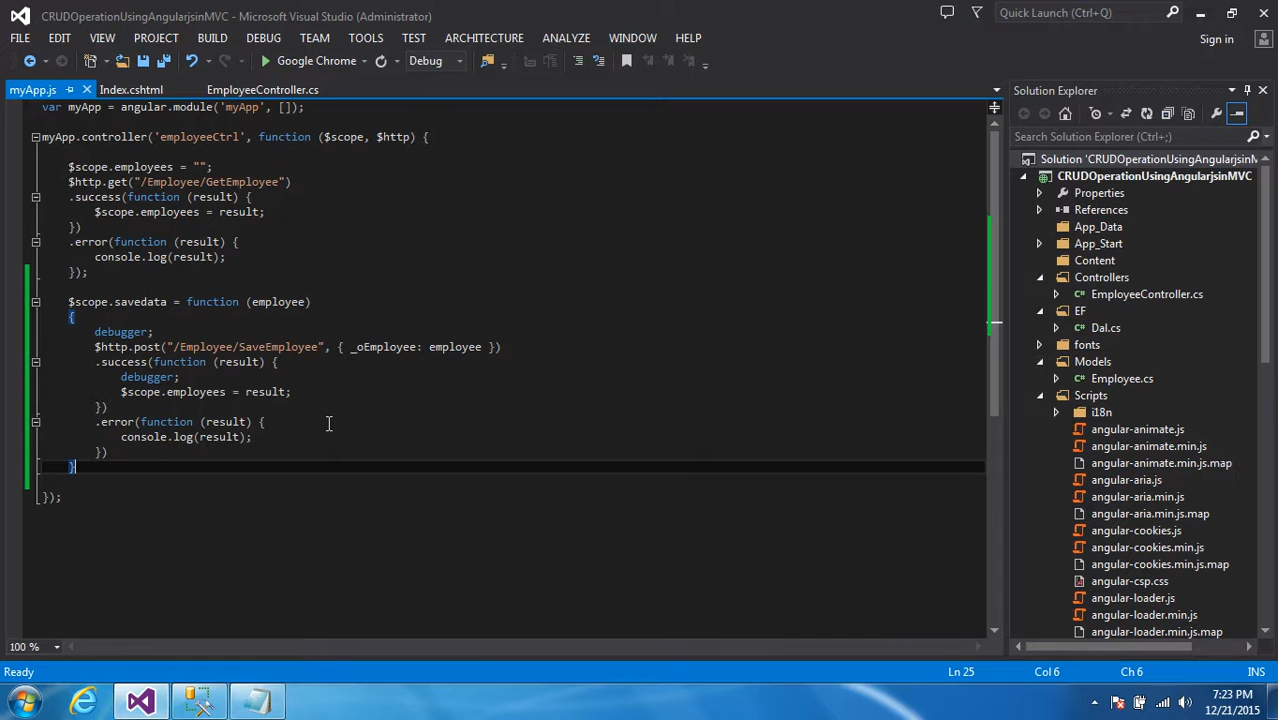 CRUDOperationUsingAngularjsinMVC - Microsoft Visual Studio (Administrator)
Quick Launch (Ctrl+Q)
FILE EDIT VIEW PROJECT BUILD DEBUG TEAM TOOLS TEST ARCHITECTURE ANALYZE WINDOW HELP
Sign in
Google Chrome
Debug
myApp.js
Index.cshtml
EmployeeController.cs
var myApp = angular.module('myApp', []);
myApp.controller('employeeCtrl', function ($scope, $http) {
$scope.employees = "";
$http.get("/Employee/GetEmployee")
.success(function (result) {
$scope.employees = result;
})
.error(function (result) {
console.log(result);
});
$scope.savedata = function (employee)
{
debugger;
$http.post("/Employee/SaveEmployee", { _oEmployee: employee })
.success(function (result) {
debugger;
$scope.employees = result;
})
.error(function (result) {
console.log(result);
})
}
});
100 %
Solution Explorer
Search Solution Explorer (Ctrl+;)
Solution 'CRUDOperationUsingAngularjsinM
CRUDOperationUsingAngularjsinMVC
Properties
References
App_Data
App_Start
Content
Controllers
EmployeeController.cs
EF
Dal.cs
fonts
Models
Employee.cs
Scripts
i18n
angular-animate.js
angular-animate.min.js
angular-animate.min.js.map
angular-aria.js
angular-aria.min.js
angular-aria.min.js.map
angular-cookies.js
angular-cookies.min.js
angular-cookies.min.js.map
angular-csp.css
angular-loader.js
angular-loader.min.js
angular-loader.min.js.map
Ready
Ln 25
Col 6
Ch 6
INS
7:23 PM
12/21/2015